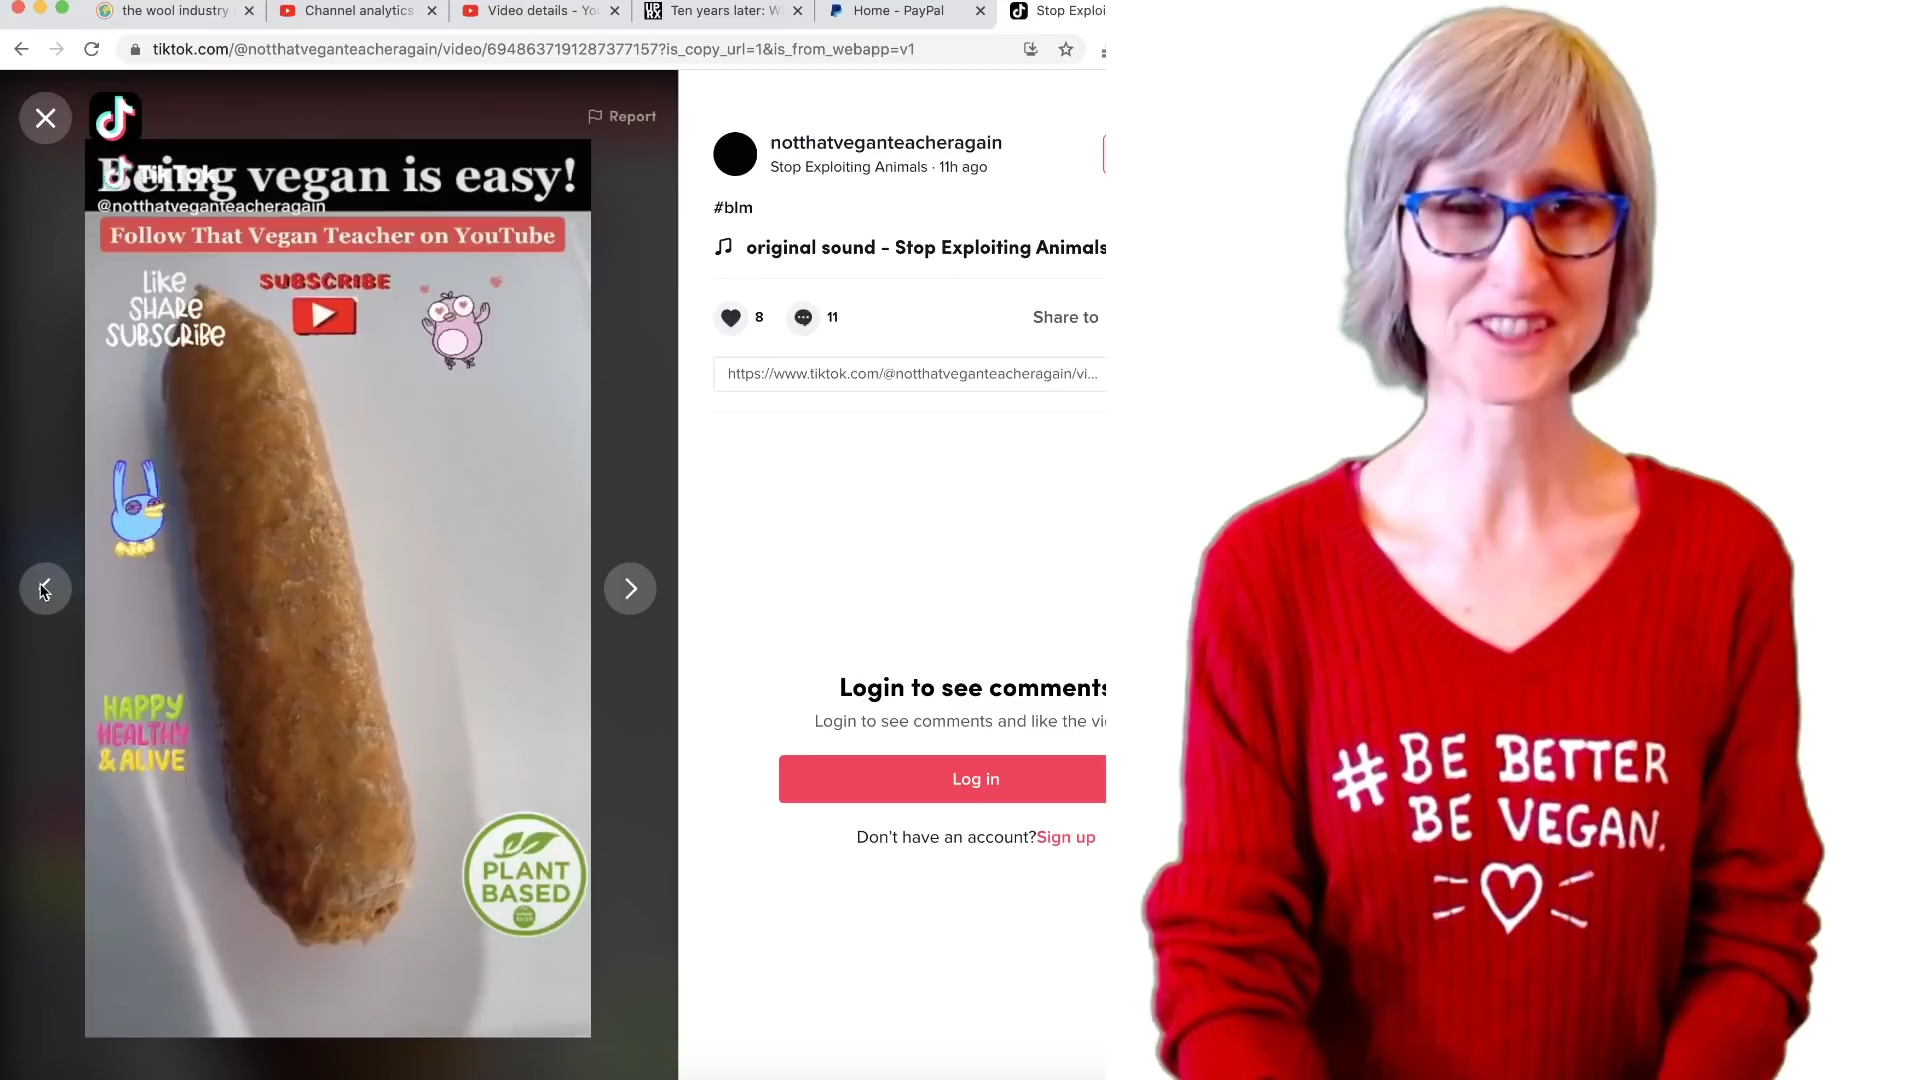 the wool industry
Channel analytics
Video details - Yo
UPRX
Ten years later: W
Home - PayPal
Stop Exploi
tiktok.com/@notthatveganteacheragain/video/6948637191287377157?is_copy_url=1&is_from_webapp=v1
Report
Being vegan is easy!
TikTok
@notthatveganteacheragain
Follow That Vegan Teacher on YouTube
LIKE
SHARE
SUBSCRIBE
SUBSCRIBE
HAPPY
HEALTHY
& ALIVE
PLANT
BASED
notthatveganteacheragain
Stop Exploiting Animals · 11h ago
#blm
original sound - Stop Exploiting Animals
8
11
Share to
https://www.tiktok.com/@notthatveganteacheragain/vi...
Login to see comments
Login to see comments and like the vi
Log in
Don't have an account? Sign up
# BE BETTER
BE VEGAN.